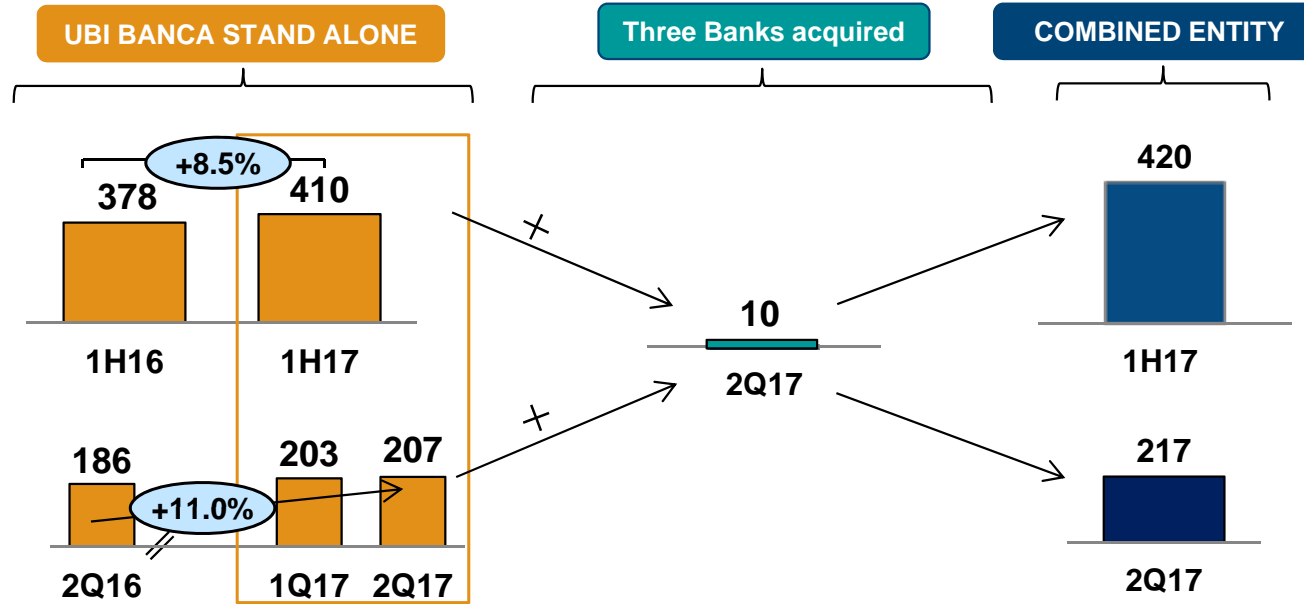 UBI BANCA STAND ALONE
Three Banks acquired
COMBINED ENTITY
+8.5%
378
410
1H16
1H17
10
2Q17
420
1H17
186
203
207
+11.0%
2Q16
1Q17
2Q17
217
2Q17